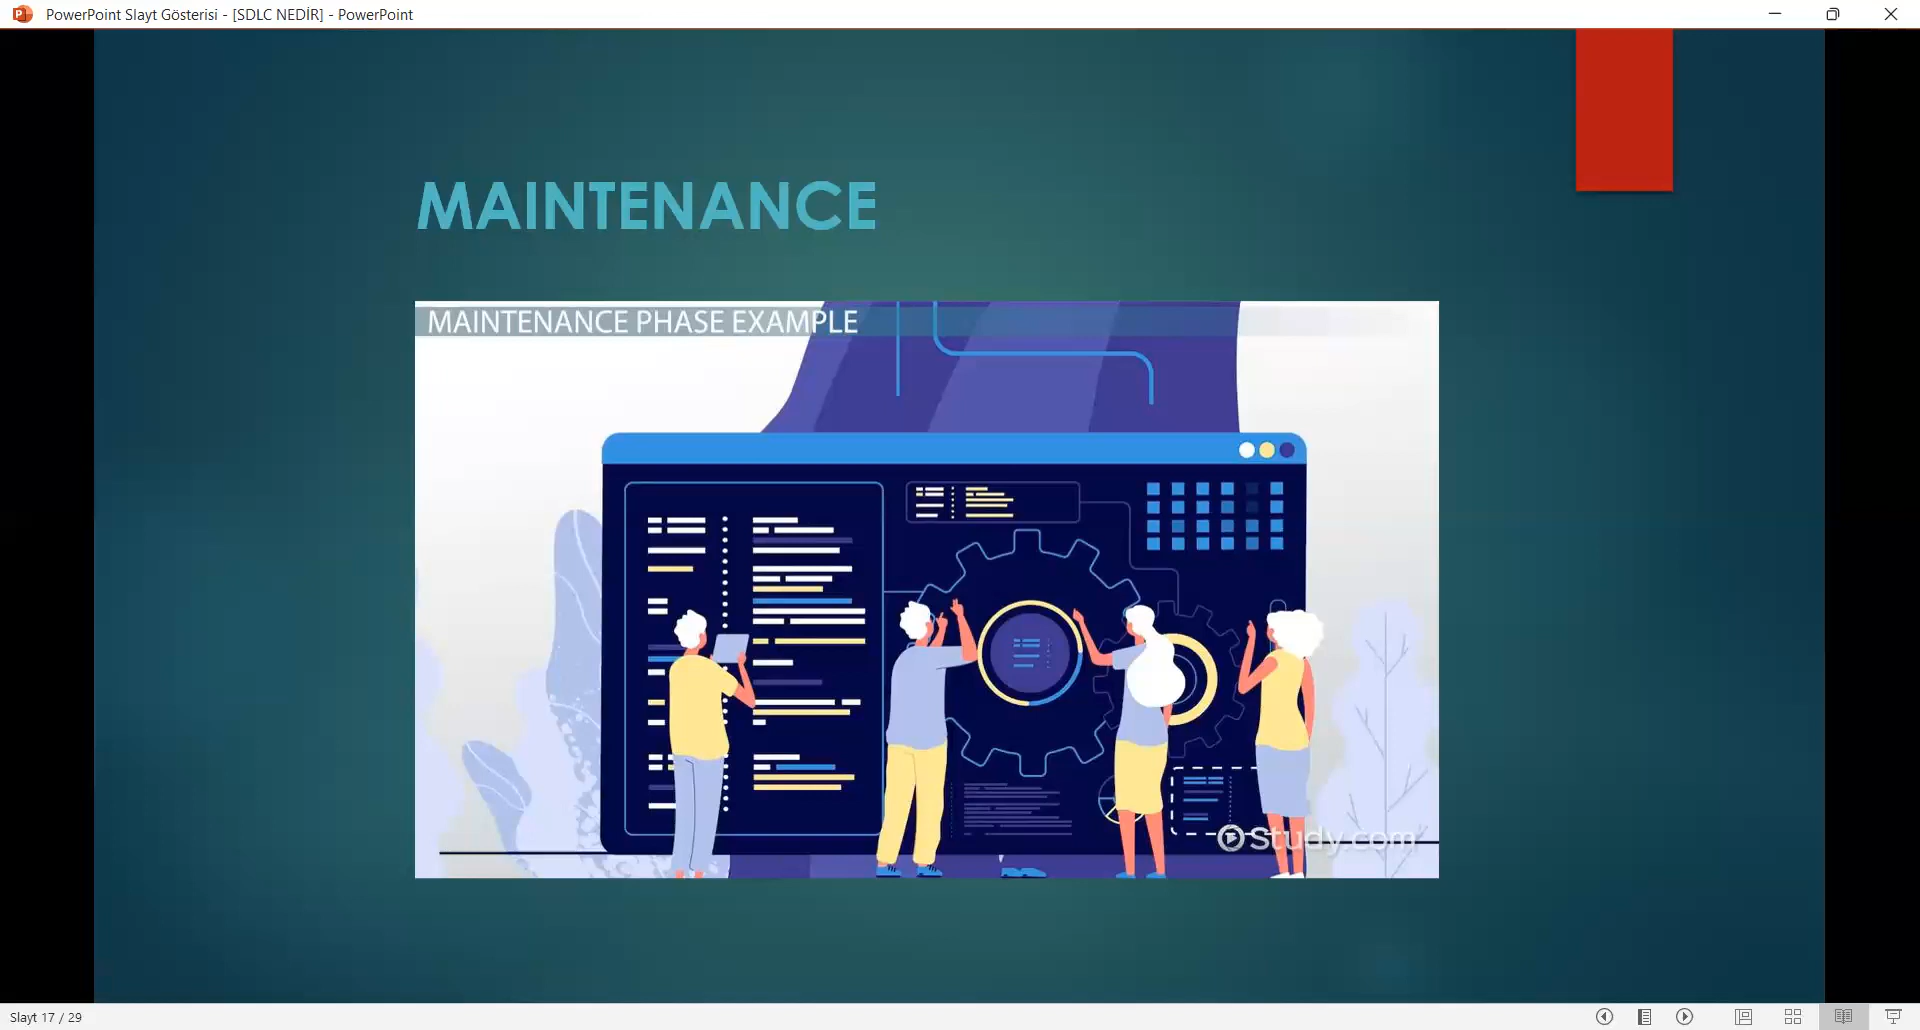 PowerPoint Slayt Gösterisi - [SDLC NEDİR] - PowerPoint
MAINTENANCE
MAINTENANCE PHASE EXAMPLE
Study.com
Slayt 17 / 29